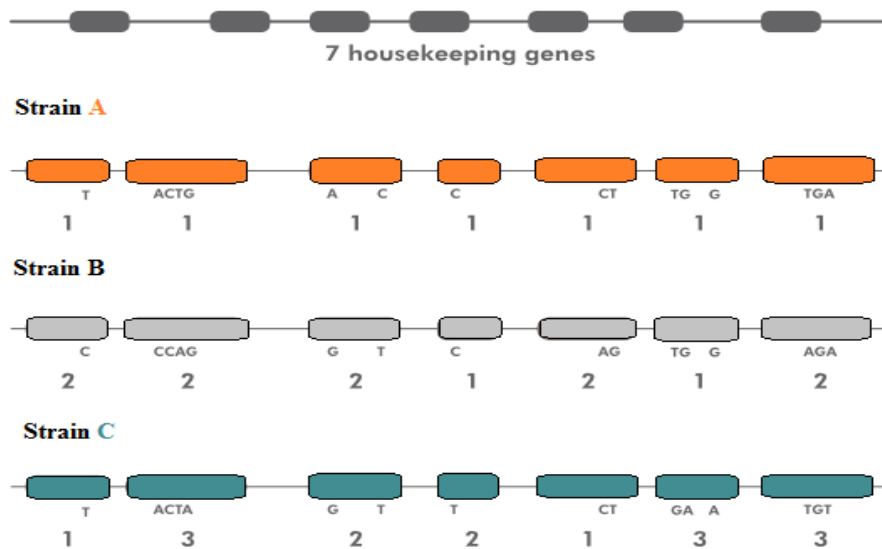 7 housekeeping genes
Strain A
T ACTG A C C CT TG G TGA
1 1 1 1 1 1 1
Strain B
C CCAG G T C AG TG G AGA
2 2 2 1 2 1 2
Strain C
T ACTA G T T CT GA A TGT
1 3 2 2 1 3 3